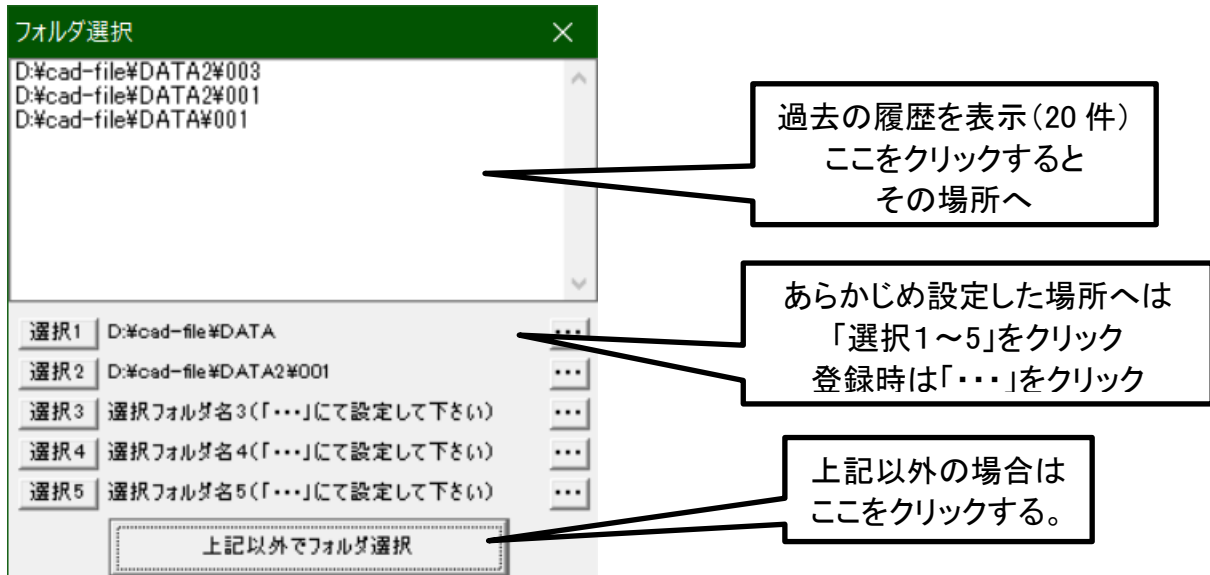 フォルダ選択
D:¥cad-file¥DATA2¥003
D:¥cad-file¥DATA2¥001
D:¥cad-file¥DATA¥001
過去の履歴を表示(20 件)
ここをクリックすると
その場所へ
選択1 D:¥cad-file¥DATA ...
選択2 D:¥cad-file¥DATA2¥001 ...
選択3 選択フォルダ名3(「・・・」にて設定して下さい) ...
選択4 選択フォルダ名4(「・・・」にて設定して下さい) ...
選択5 選択フォルダ名5(「・・・」にて設定して下さい) ...
あらかじめ設定した場所へは
「選択1~5」をクリック
登録時は「・・・」をクリック
上記以外でフォルダ選択
上記以外の場合は
ここをクリックする。